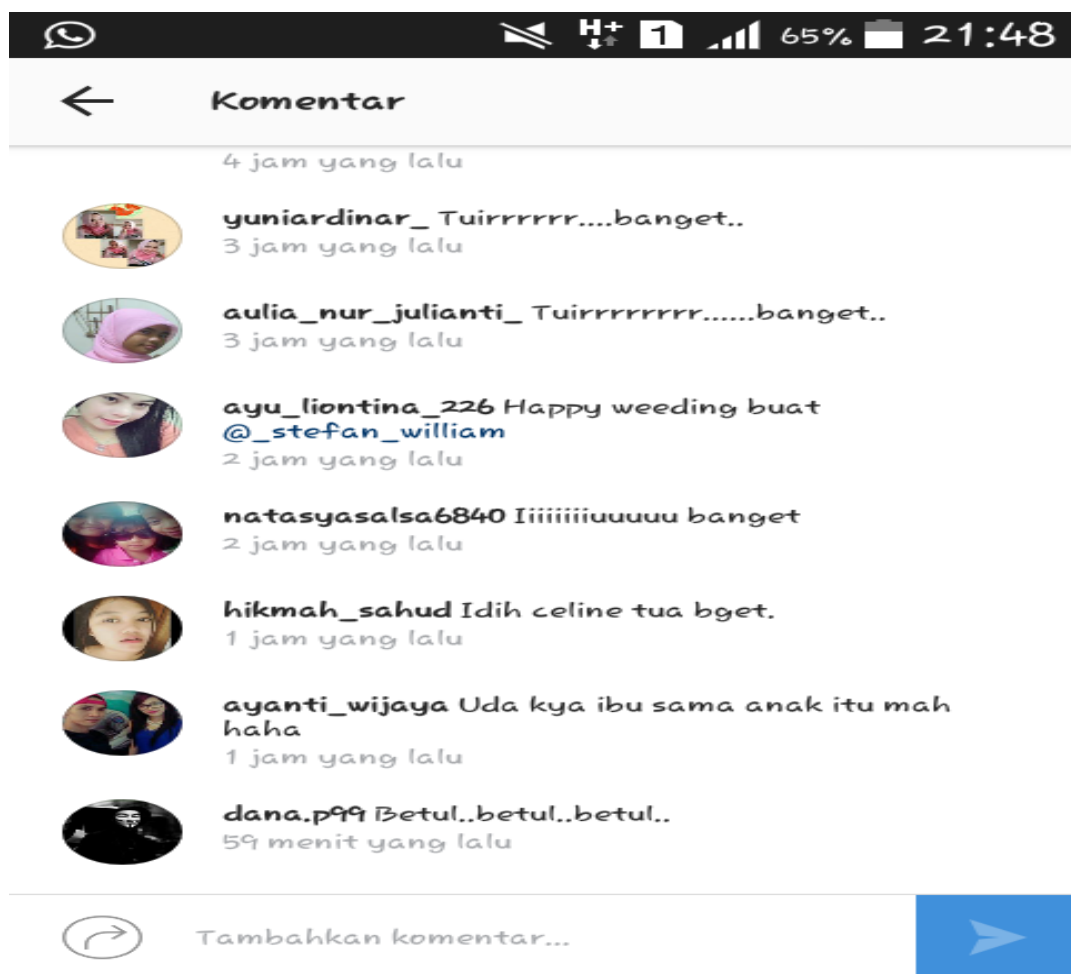 H+ 1 65% 21:48
Komentar
4 jam yang lalu
yuniardinar_ Tuirrrrrr....banget..
3 jam yang lalu
aulia_nur_julianti_ Tuirrrrrrrrr......banget..
3 jam yang lalu
ayu_liontina_226 Happy weeding buat
@_stefan_william
2 jam yang lalu
natasyasalsa6840 Iiiiiiiiuuuuu banget
2 jam yang lalu
hikmah_sahud Idih celine tua bget.
1 jam yang lalu
ayanti_wijaya Uda kya ibu sama anak itu mah
haha
1 jam yang lalu
dana.p99 Betul..betul..betul..
59 menit yang lalu
Tambahkan komentar...